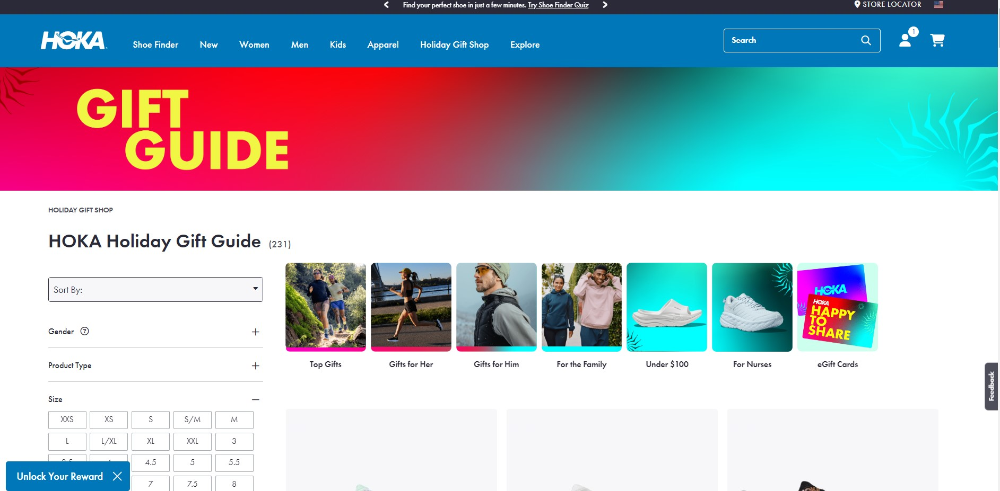 Find your perfect shoe in just a few minutes. Try Shoe Finder Quiz
STORE LOCATOR
HOKA
Shoe Finder
New
Women
Men
Kids
Apparel
Holiday Gift Shop
Explore
Search
1
GIFT
GUIDE
HOLIDAY GIFT SHOP
HOKA Holiday Gift Guide (231)
Sort By:
Gender ?
Product Type
Size
XXS XS S S/M M
L L/XL XL XXL 3
4.5 5 5.5
7 7.5 8
Unlock Your Reward
HOKA
HOKA
HAPPY
TO
SHARE
Top Gifts
Gifts for Her
Gifts for Him
For the Family
Under $100
For Nurses
eGift Cards
Feedback